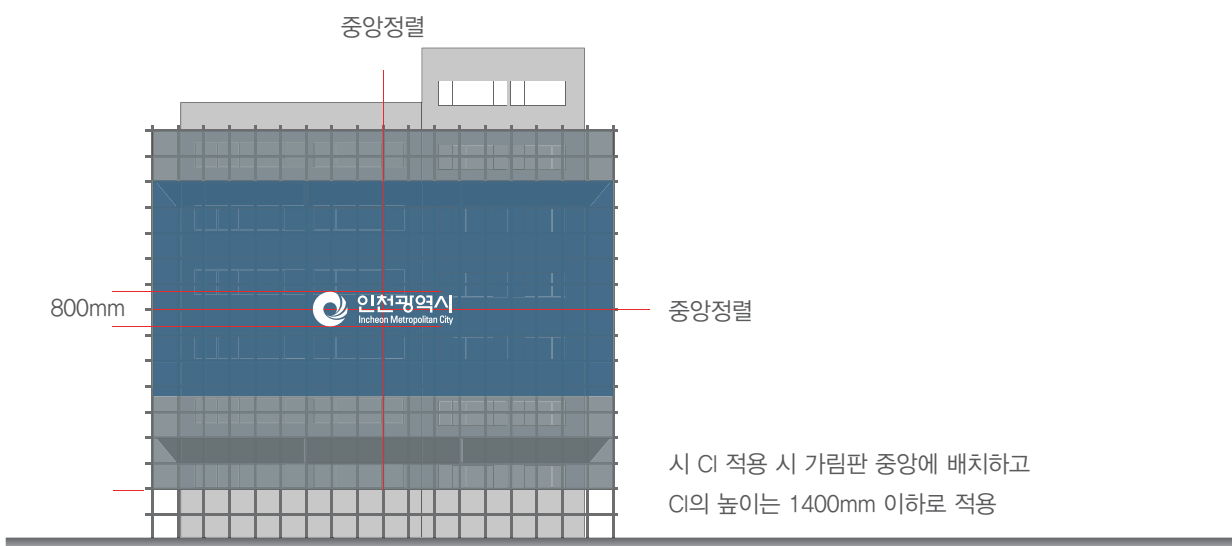 중앙정렬
800mm
인천광역시
Incheon Metropolitan City
중앙정렬
시 CI 적용 시 가림판 중앙에 배치하고
CI의 높이는 1400mm 이하로 적용